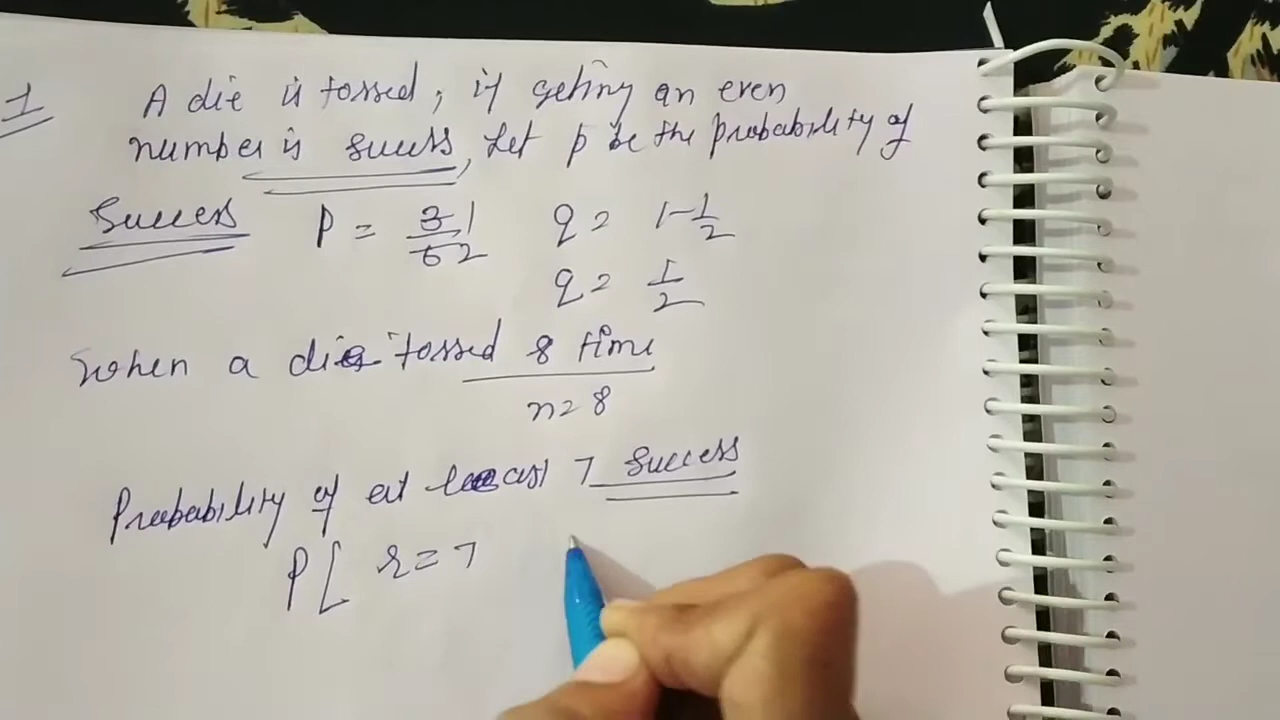 1 A die is tossed, if geting an even
number is success, Let p be the probability of
Success P = 3/6 1/2 q = 1-1/2
q = 1/2
When a die tossed 8 time
n = 8
Probability of at least 7 Success
P[ r = 7